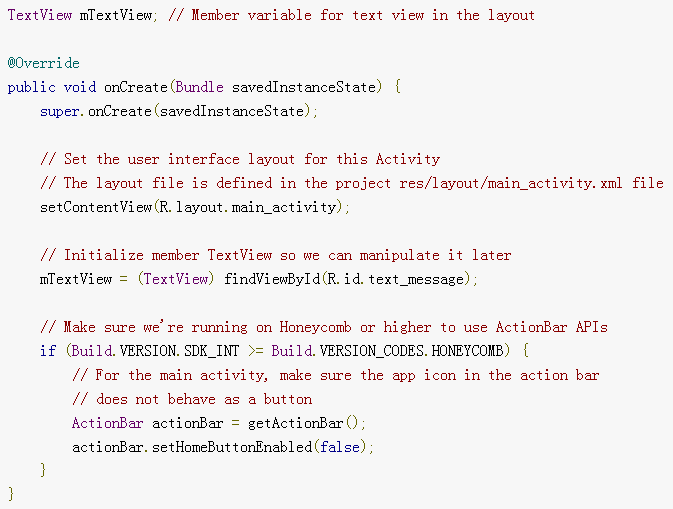 TextView mTextView; // Member variable for text view in the layout

@Override
public void onCreate(Bundle savedInstanceState) {
    super.onCreate(savedInstanceState);

    // Set the user interface layout for this Activity
    // The layout file is defined in the project res/layout/main_activity.xml file
    setContentView(R.layout.main_activity);

    // Initialize member TextView so we can manipulate it later
    mTextView = (TextView) findViewById(R.id.text_message);

    // Make sure we're running on Honeycomb or higher to use ActionBar APIs
    if (Build.VERSION.SDK_INT >= Build.VERSION_CODES.HONEYCOMB) {
        // For the main activity, make sure the app icon in the action bar
        // does not behave as a button
        ActionBar actionBar = getActionBar();
        actionBar.setHomeButtonEnabled(false);
    }
}